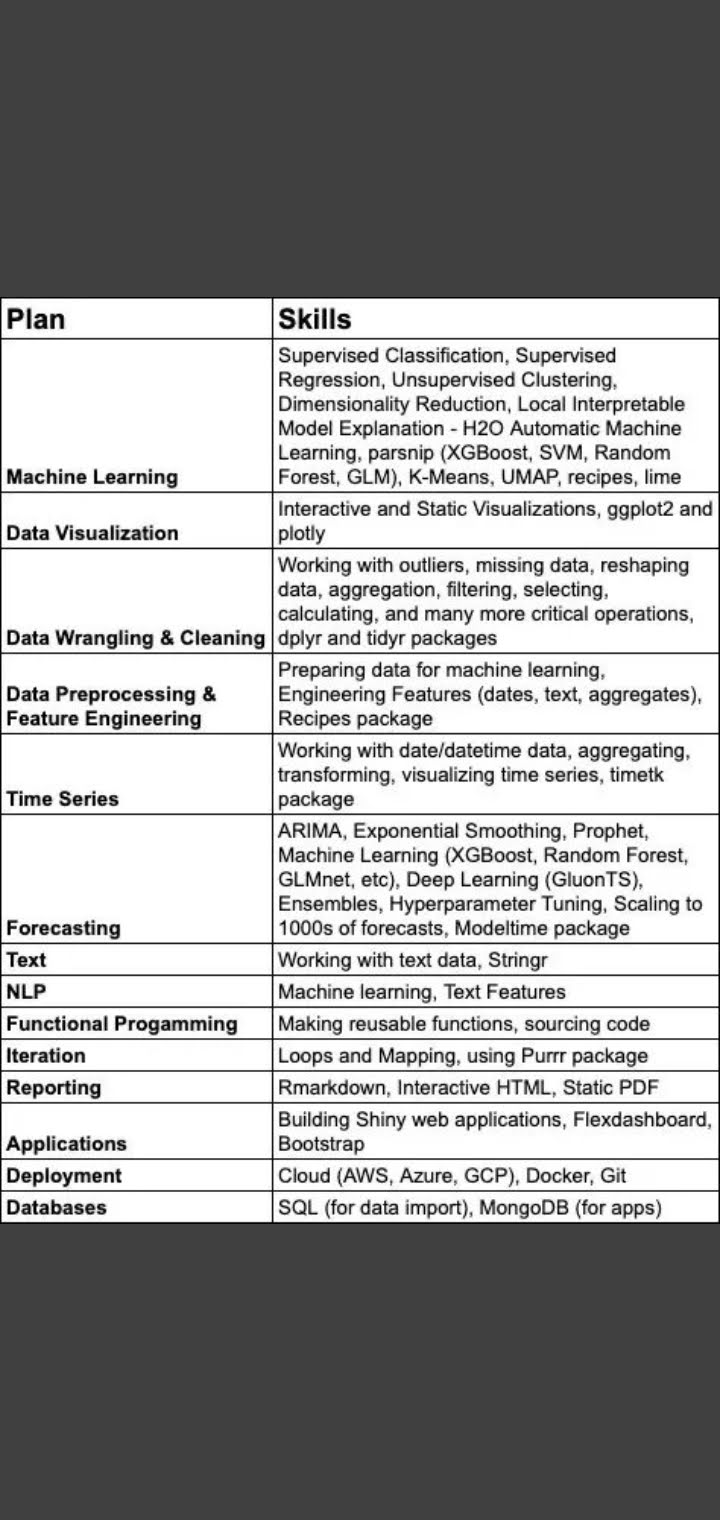 Plan
Skills
Machine Learning
Supervised Classification, Supervised
Regression, Unsupervised Clustering,
Dimensionality Reduction, Local Interpretable
Model Explanation - H2O Automatic Machine
Learning, parsnip (XGBoost, SVM, Random
Forest, GLM), K-Means, UMAP, recipes, lime
Data Visualization
Interactive and Static Visualizations, ggplot2 and
plotly
Data Wrangling & Cleaning
Working with outliers, missing data, reshaping
data, aggregation, filtering, selecting,
calculating, and many more critical operations,
dplyr and tidyr packages
Data Preprocessing &
Feature Engineering
Preparing data for machine learning,
Engineering Features (dates, text, aggregates),
Recipes package
Time Series
Working with date/datetime data, aggregating,
transforming, visualizing time series, timetk
package
Forecasting
ARIMA, Exponential Smoothing, Prophet,
Machine Learning (XGBoost, Random Forest,
GLMnet, etc), Deep Learning (GluonTS),
Ensembles, Hyperparameter Tuning, Scaling to
1000s of forecasts, Modeltime package
Text
Working with text data, Stringr
NLP
Machine learning, Text Features
Functional Progamming
Making reusable functions, sourcing code
Iteration
Loops and Mapping, using Purrr package
Reporting
Rmarkdown, Interactive HTML, Static PDF
Applications
Building Shiny web applications, Flexdashboard,
Bootstrap
Deployment
Cloud (AWS, Azure, GCP), Docker, Git
Databases
SQL (for data import), MongoDB (for apps)